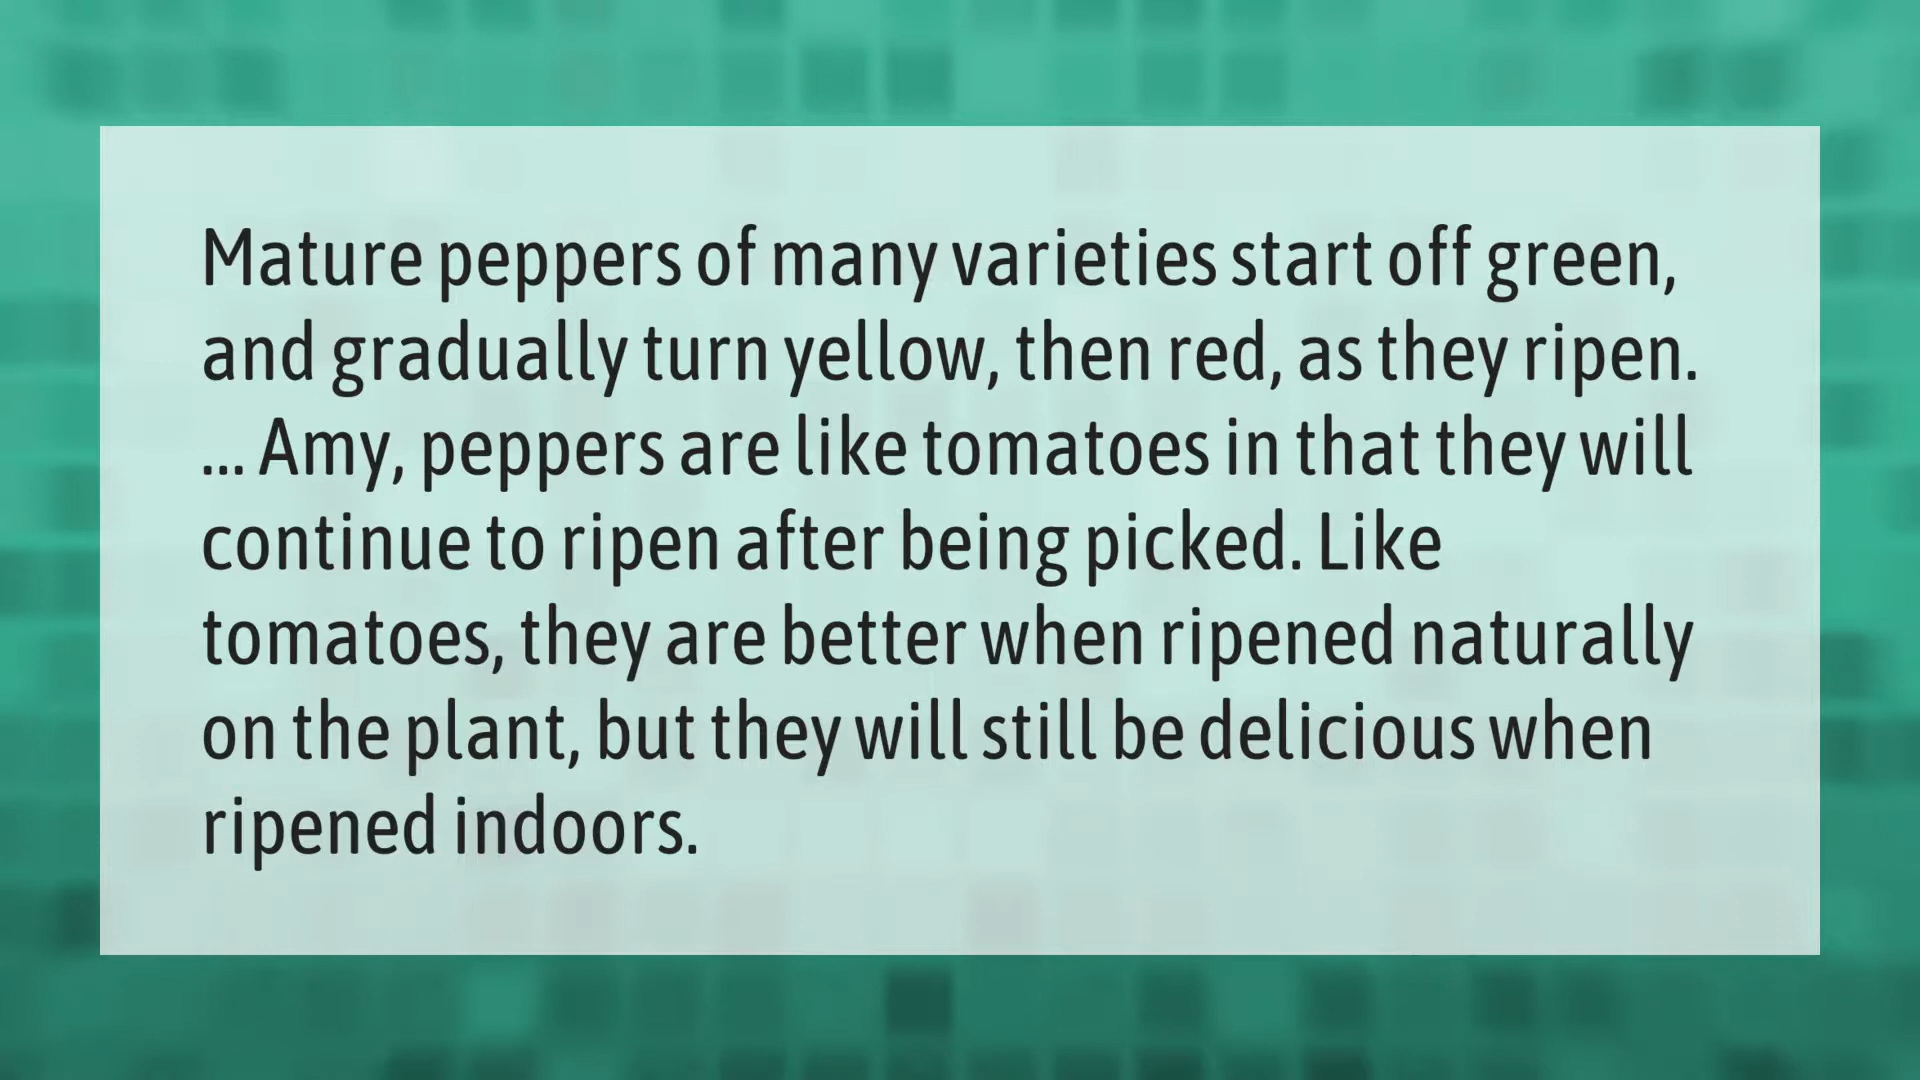 Mature peppers of many varieties start off green,
and gradually turn yellow, then red, as they ripen.
... Amy, peppers are like tomatoes in that they will
continue to ripen after being picked. Like
tomatoes, they are better when ripened naturally
on the plant, but they will still be delicious when
ripened indoors.